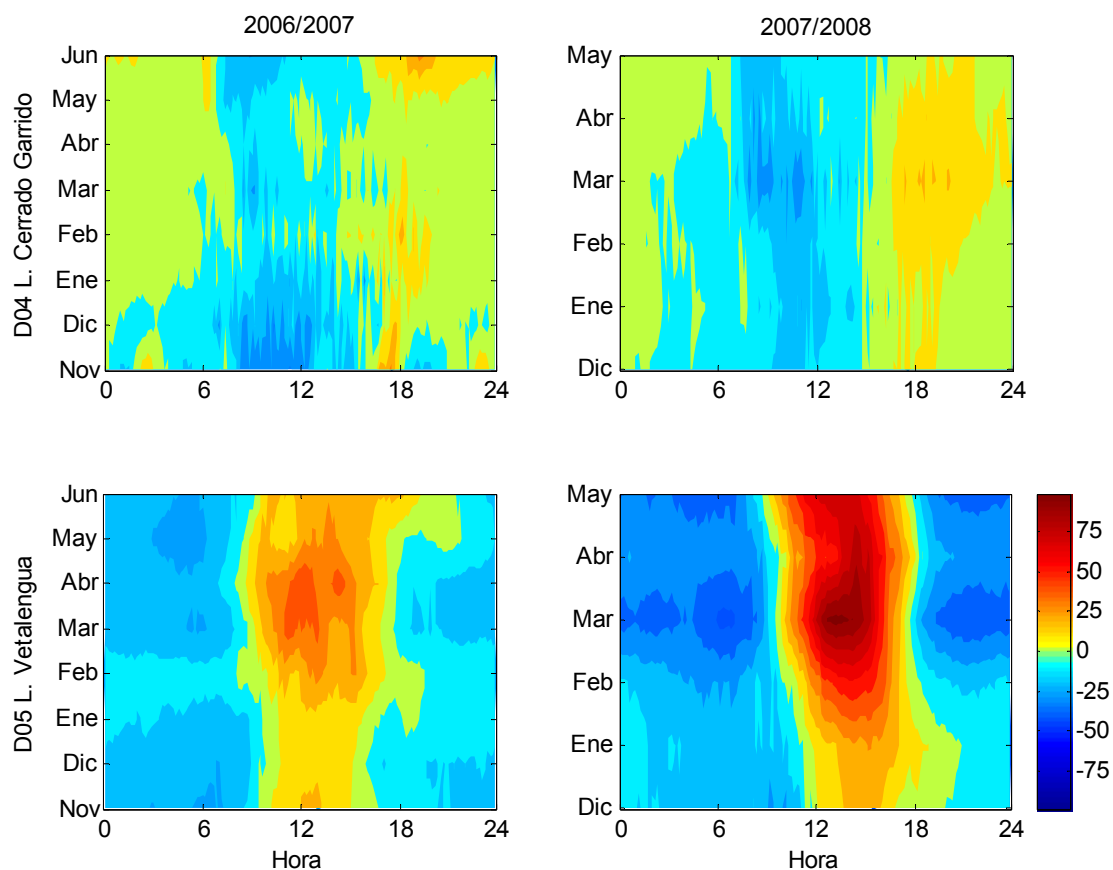 2006/2007
2007/2008
D04 L. Cerrado Garrido
Jun
May
Abr
Mar
Feb
Ene
Dic
Nov
0 6 12 18 24
May
Abr
Mar
Feb
Ene
Dic
0 6 12 18 24
D05 L. Vetalengua
Jun
May
Abr
Mar
Feb
Ene
Dic
Nov
0 6 12 18 24
Hora
May
Abr
Mar
Feb
Ene
Dic
0 6 12 18 24
Hora
75
50
25
0
-25
-50
-75